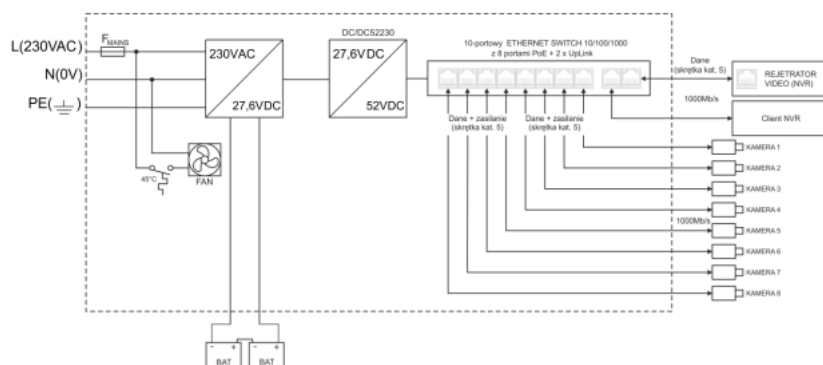 L(230VAC)
F MAINS
N(0V)
PE( )
45°C
FAN
230VAC
27,6VDC
DC/DC52230
27,6VDC
52VDC
10-portowy ETHERNET SWITCH 10/100/1000
z 8 portami PoE + 2 x UpLink
Dane + zasilanie
(skrętka kat. 5)
Dane + zasilanie
(skrętka kat. 5)
Dane
(skrętka kat. 5)
REJETRATOR
VIDEO (NVR)
1000Mb/s
Client NVR
KAMERA 1
KAMERA 2
KAMERA 3
KAMERA 4
1000Mb/s
KAMERA 5
KAMERA 6
KAMERA 7
KAMERA 8
- +
- +
BAT
BAT